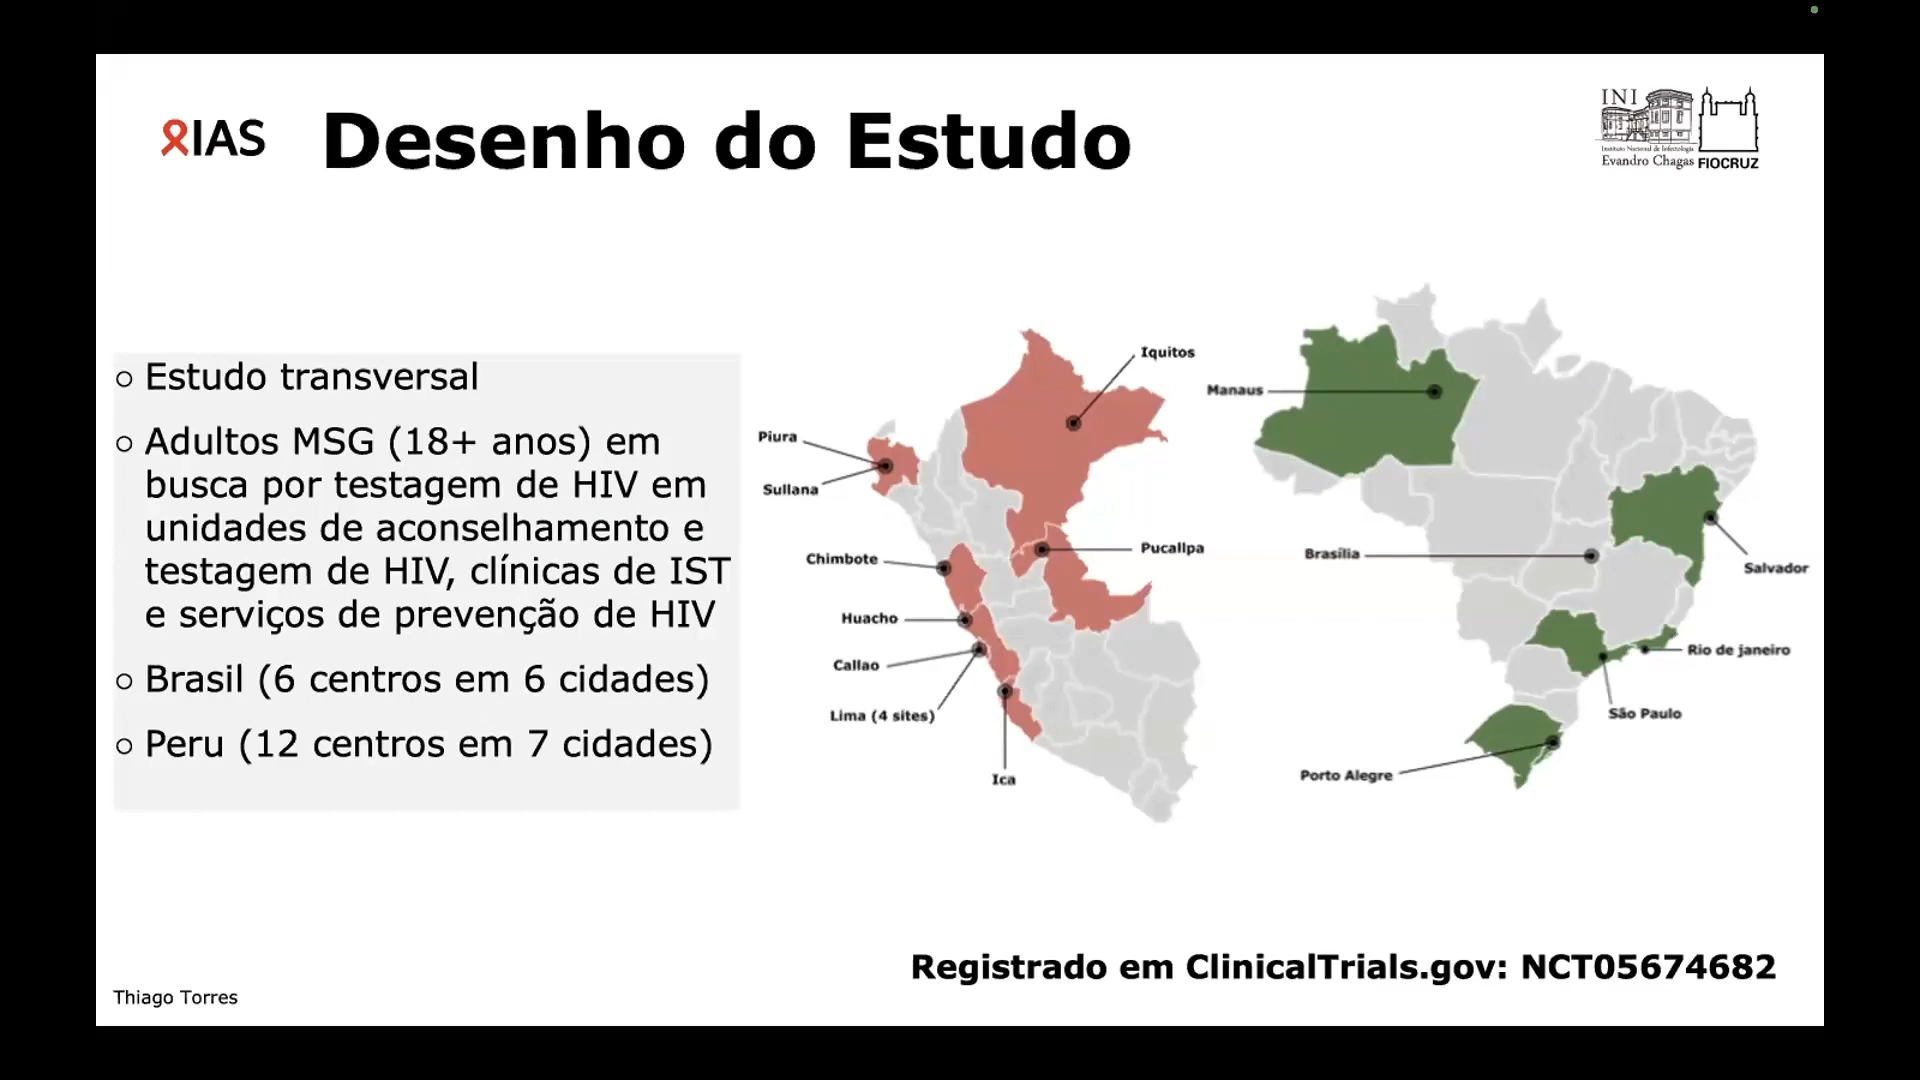 IAS
Desenho do Estudo
INI
Instituto Nacional de Infectologia
Evandro Chagas
FIOCRUZ
○ Estudo transversal
○ Adultos MSG (18+ anos) em
busca por testagem de HIV em
unidades de aconselhamento e
testagem de HIV, clínicas de IST
e serviços de prevenção de HIV
○ Brasil (6 centros em 6 cidades)
○ Peru (12 centros em 7 cidades)
Iquitos
Piura
Sullana
Chimbote
Pucallpa
Huacho
Callao
Lima (4 sites)
Ica
Manaus
Brasília
Salvador
Rio de janeiro
São Paulo
Porto Alegre
Registrado em ClinicalTrials.gov: NCT05674682
Thiago Torres